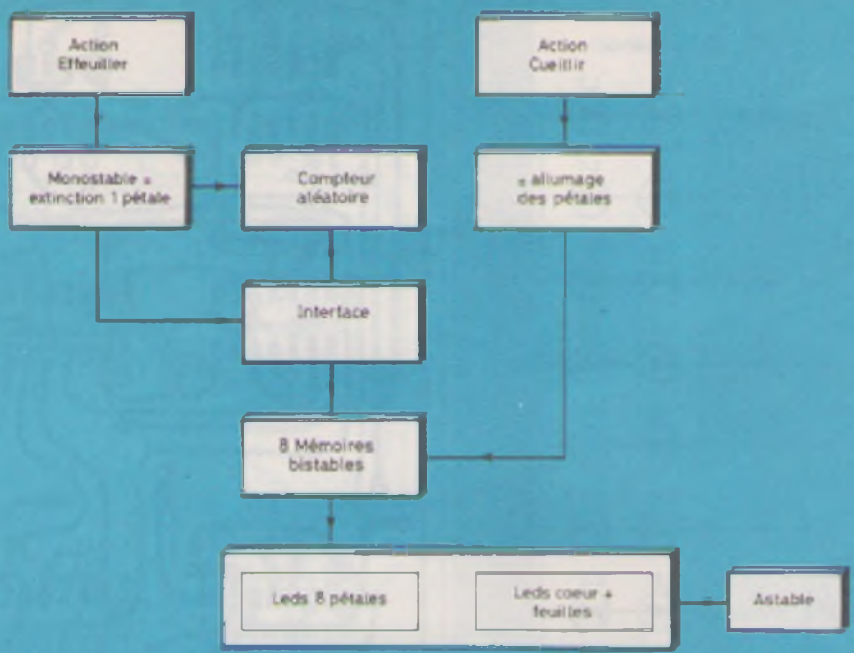 Action
Effeuiller
Action
Cueillir
Monostable =
extinction 1 pétale
Compteur
aléatoire
= allumage
des pétales
Interface
8 Mémoires
bistables
Leds 8 pétales
Leds coeur +
feuilles
Astable